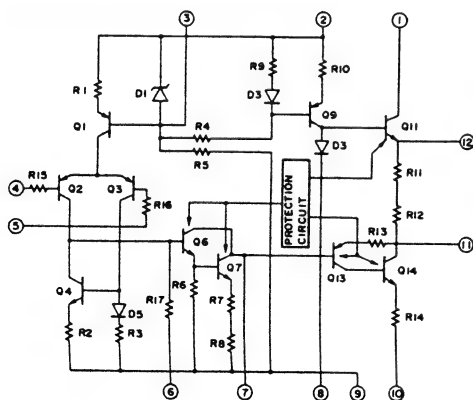 3 2 1
R1 D1 R9 R10
D3
Q1 R4 Q9 Q11
12
R5 D3
R15 R11
4 Q2 Q3
R16 PROTECTION CIRCUIT R12
5
Q6 R13 11
Q7 Q13 Q14
Q4 R6
R17 R7
D5 R14
R2 R3 R8
6 7 8 9 10